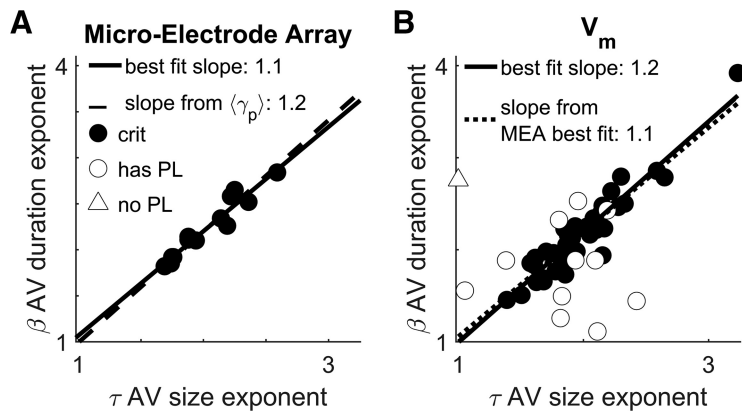 A
Micro-Electrode Array
best fit slope: 1.1
slope from ⟨γp⟩: 1.2
crit
has PL
no PL
4
1
β AV duration exponent
1
3
τ AV size exponent
B
Vm
best fit slope: 1.2
slope from
MEA best fit: 1.1
4
1
β AV duration exponent
1
3
τ AV size exponent